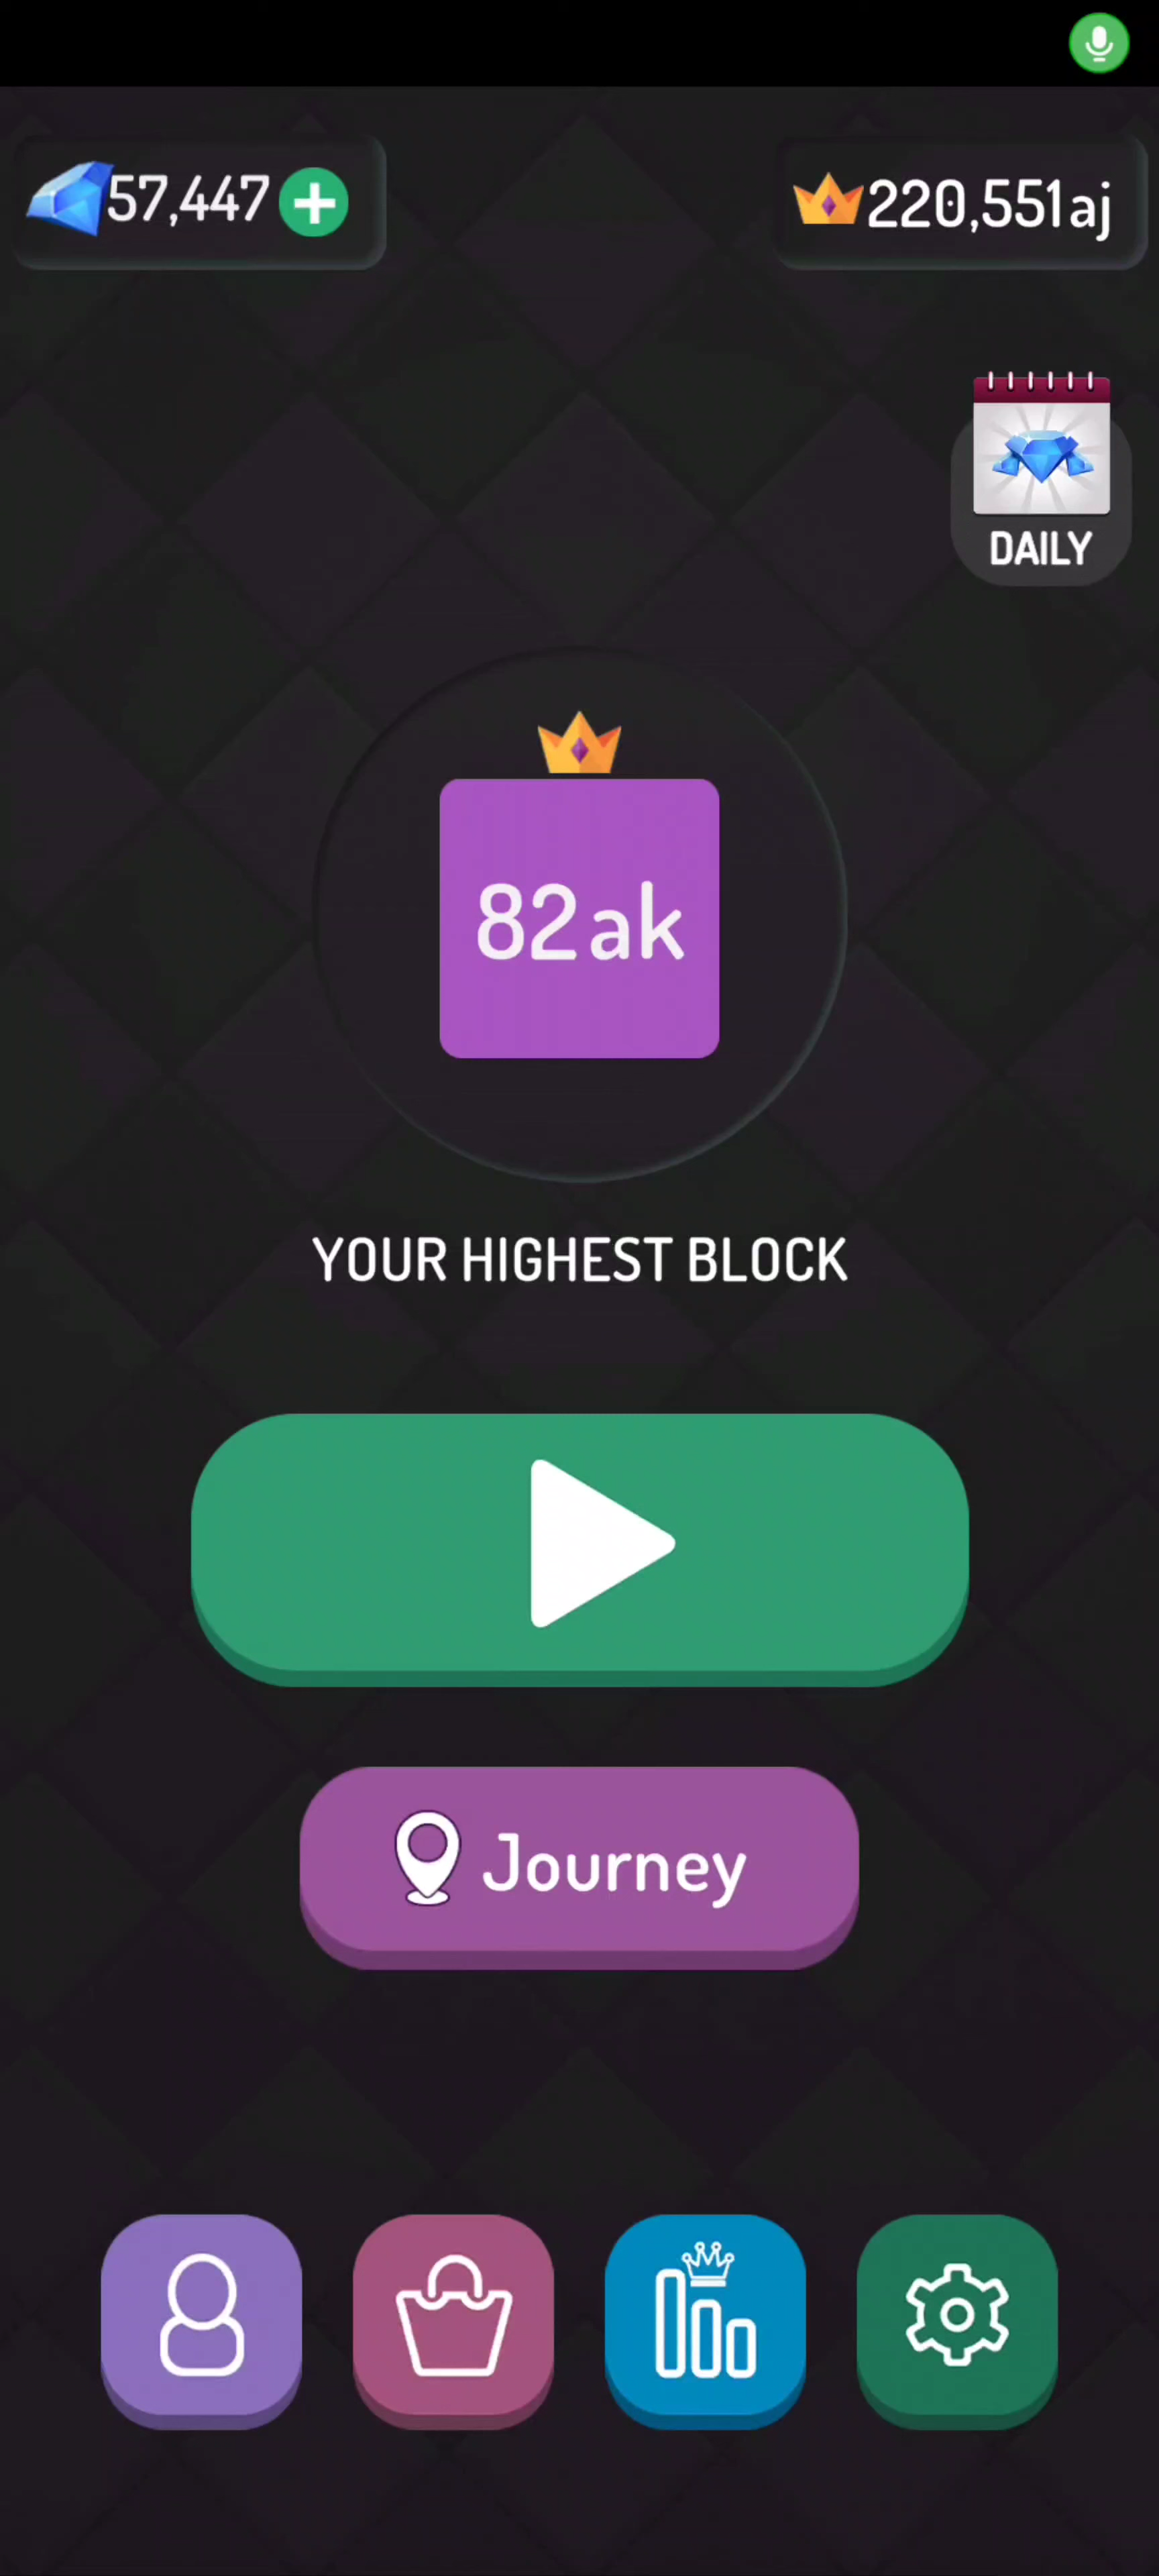 57,447
220,551aj
DAILY
82ak
YOUR HIGHEST BLOCK
Journey